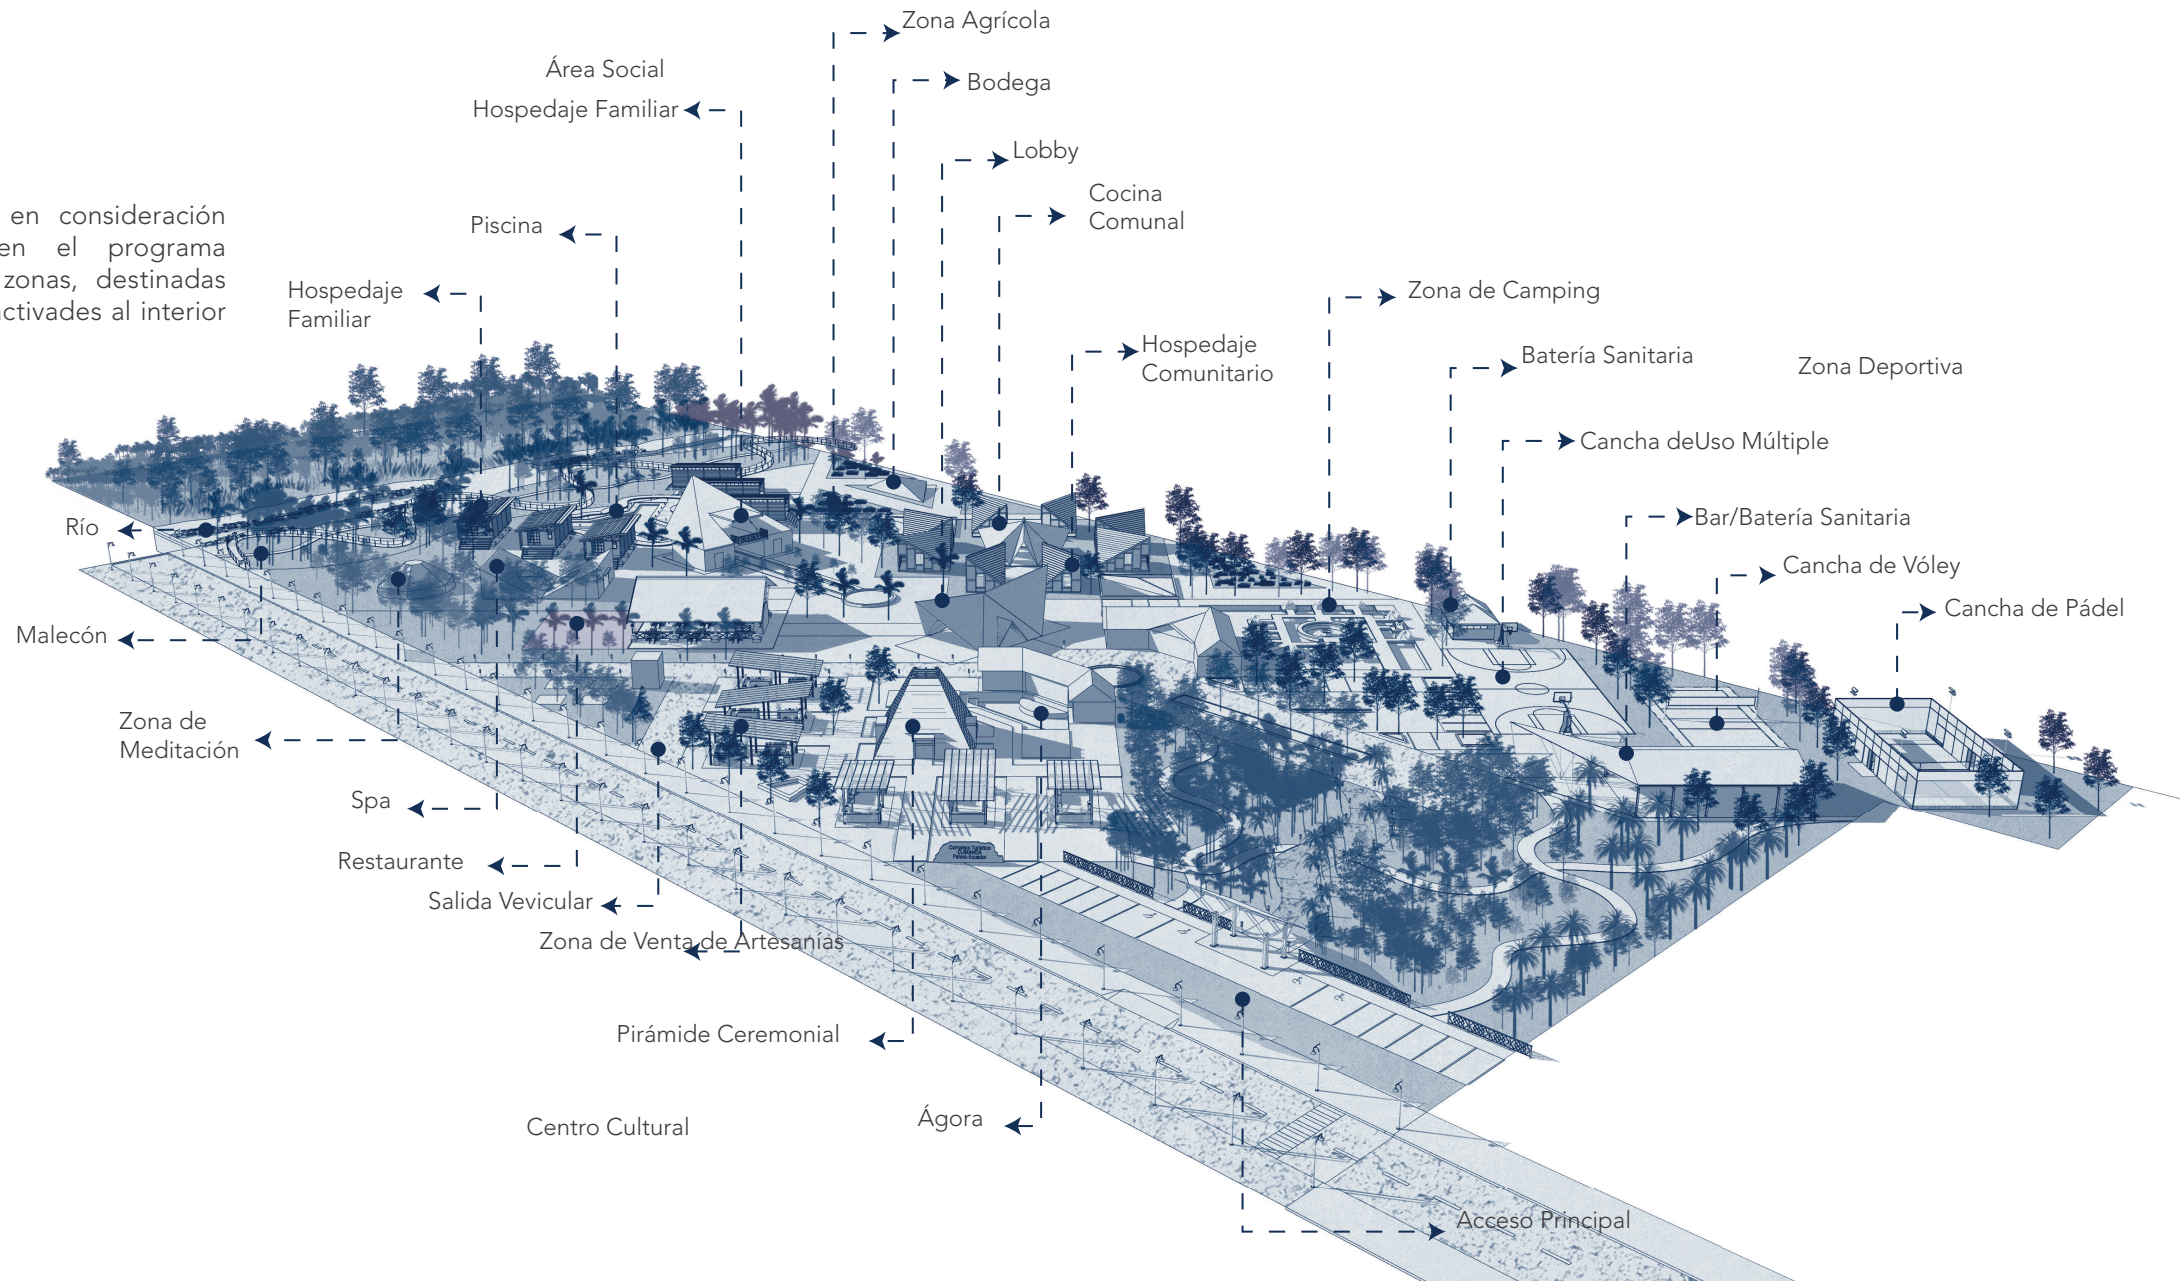 Zona Agrícola
Área Social
Bodega
Hospedaje Familiar
Lobby
Cocina
Comunal
en consideración
en el programa
zonas, destinadas
activades al interior
Piscina
Hospedaje
Familiar
Zona de Camping
Hospedaje
Comunitario
Batería Sanitaria
Zona Deportiva
Cancha deUso Múltiple
Bar/Batería Sanitaria
Río
Cancha de Vóley
Cancha de Pádel
Malecón
Zona de
Meditación
Spa
Restaurante
Salida Vevicular
Zona de Venta de Artesanías
Pirámide Ceremonial
Centro Cultural
Ágora
Acceso Principal